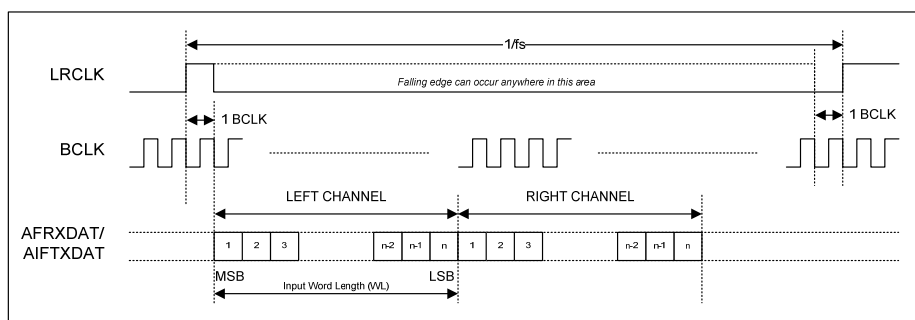 1/fs
LRCLK
Falling edge can occur anywhere in this area
1 BCLK
1 BCLK
BCLK
LEFT CHANNEL
RIGHT CHANNEL
AFRXDAT/
AIFTXDAT
1 2 3 n-2 n-1 n 1 2 3 n-2 n-1 n
MSB LSB
Input Word Length (WL)